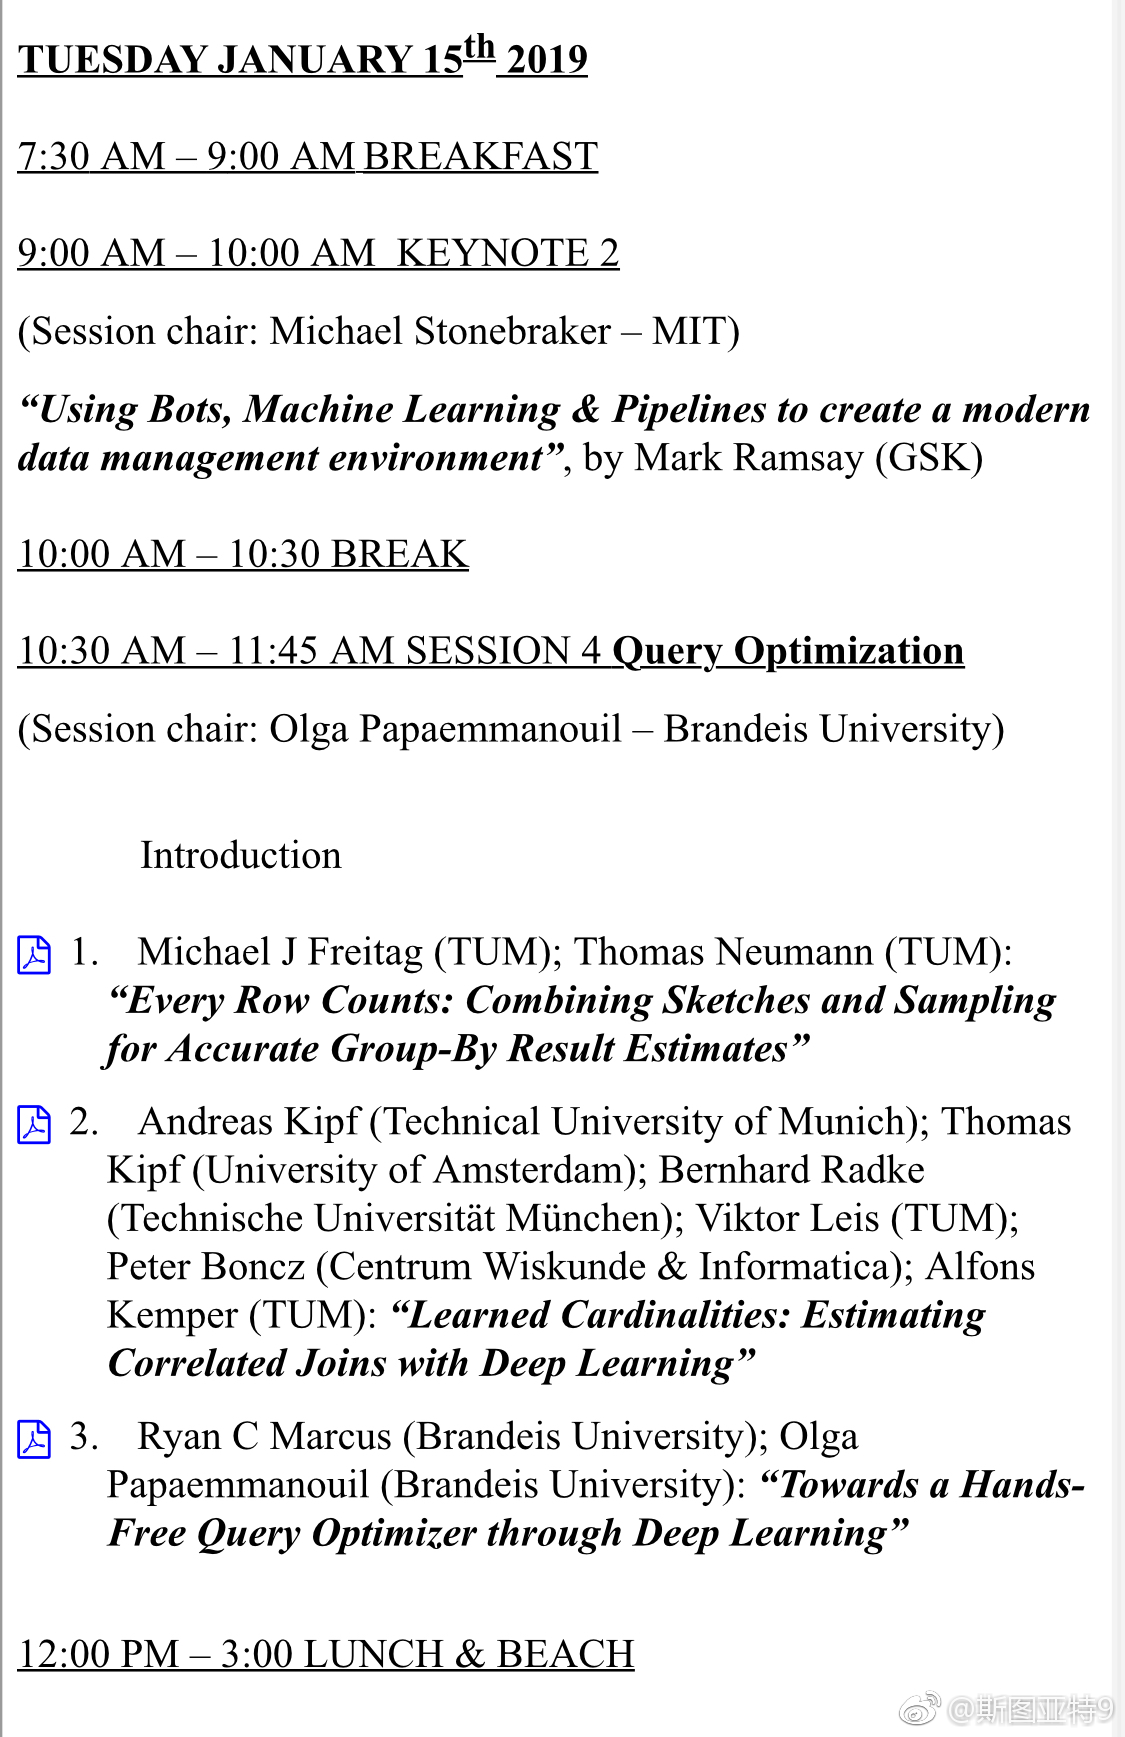 TUESDAY JANUARY 15th 2019
7:30 AM – 9:00 AM BREAKFAST
9:00 AM – 10:00 AM  KEYNOTE 2
(Session chair: Michael Stonebraker – MIT)
“Using Bots, Machine Learning & Pipelines to create a modern
data management environment”, by Mark Ramsay (GSK)
10:00 AM – 10:30 BREAK
10:30 AM – 11:45 AM SESSION 4 Query Optimization
(Session chair: Olga Papaemmanouil – Brandeis University)
Introduction
1. Michael J Freitag (TUM); Thomas Neumann (TUM):
“Every Row Counts: Combining Sketches and Sampling
for Accurate Group-By Result Estimates”
2. Andreas Kipf (Technical University of Munich); Thomas
Kipf (University of Amsterdam); Bernhard Radke
(Technische Universität München); Viktor Leis (TUM);
Peter Boncz (Centrum Wiskunde & Informatica); Alfons
Kemper (TUM): “Learned Cardinalities: Estimating
Correlated Joins with Deep Learning”
3. Ryan C Marcus (Brandeis University); Olga
Papaemmanouil (Brandeis University): “Towards a Hands-
Free Query Optimizer through Deep Learning”
12:00 PM – 3:00 LUNCH & BEACH
@斯图亚特9